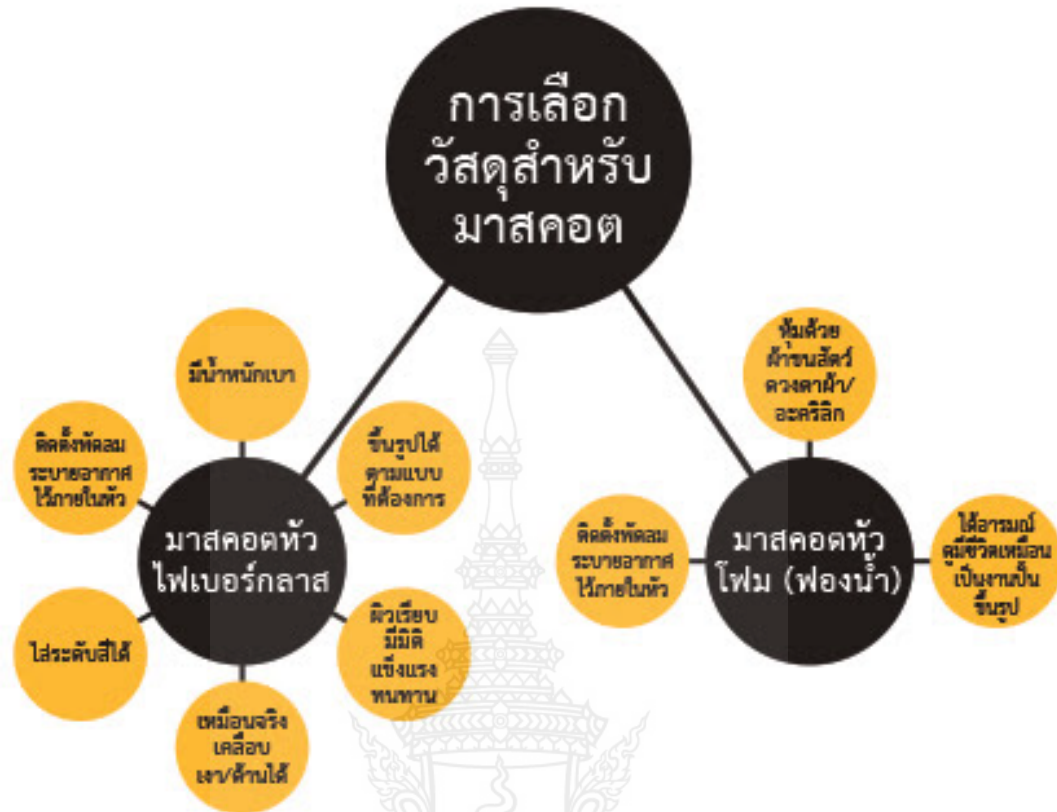 การเลือก
วัสดุสำหรับ
มาสคอต
มีน้ำหนักเบา
ติดตั้งพัดลม
ระบายอากาศ
ไว้ภายในหัว
ขึ้นรูปได้
ตามแบบ
ที่ต้องการ
มาสคอตหัว
ไฟเบอร์กลาส
ไล่ระดับสีได้
ผิวเรียบ
มีมิติ
แข็งแรง
ทนทาน
เหมือนจริง
เคลือบ
เงา/ด้านได้
หุ้มด้วย
ผ้าขนสัตว์
ดวงตาผ้า/
อะคริลิก
ติดตั้งพัดลม
ระบายอากาศ
ไว้ภายในหัว
มาสคอตหัว
โฟม (ฟองน้ำ)
ได้อารมณ์
ดูมีชีวิตเหมือน
เป็นงานปั้น
ขึ้นรูป